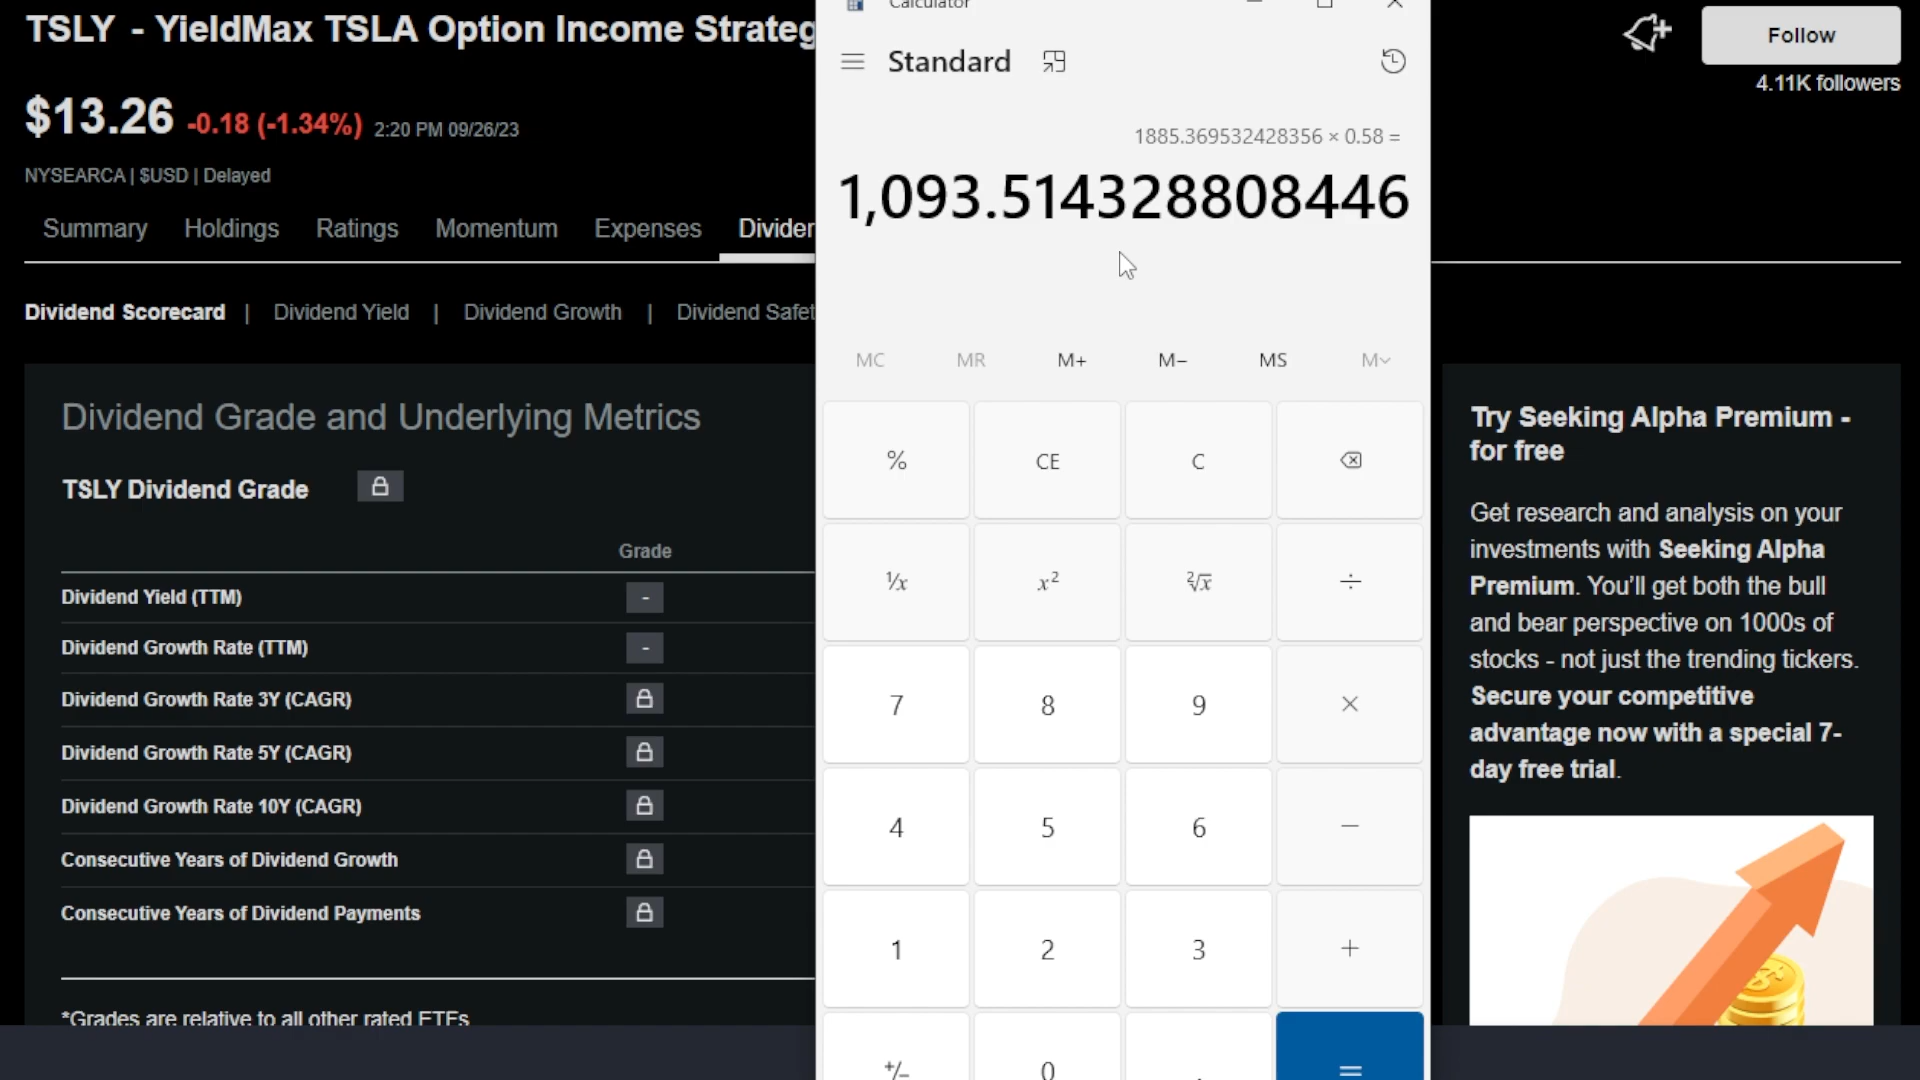 TSLY - YieldMax TSLA Option Income Strateg
$13.26 -0.18 (-1.34%) 2:20 PM 09/26/23
NYSEARCA | $USD | Delayed
Summary Holdings Ratings Momentum Expenses Dividen
Dividend Scorecard | Dividend Yield | Dividend Growth | Dividend Safet
Dividend Grade and Underlying Metrics
TSLY Dividend Grade
Grade
Dividend Yield (TTM) -
Dividend Growth Rate (TTM) -
Dividend Growth Rate 3Y (CAGR)
Dividend Growth Rate 5Y (CAGR)
Dividend Growth Rate 10Y (CAGR)
Consecutive Years of Dividend Growth
Consecutive Years of Dividend Payments
*Grades are relative to all other rated ETFs
Calculator
Standard
1885.369532428356 × 0.58 =
1,093.514328808446
MC MR M+ M− MS M˅
% CE C
¹/x x² ²√x ÷
7 8 9 ×
4 5 6 −
1 2 3 +
+/− 0 . =
Follow
4.11K followers
Try Seeking Alpha Premium -
for free
Get research and analysis on your
investments with Seeking Alpha
Premium. You'll get both the bull
and bear perspective on 1000s of
stocks - not just the trending tickers.
Secure your competitive
advantage now with a special 7-
day free trial.
$